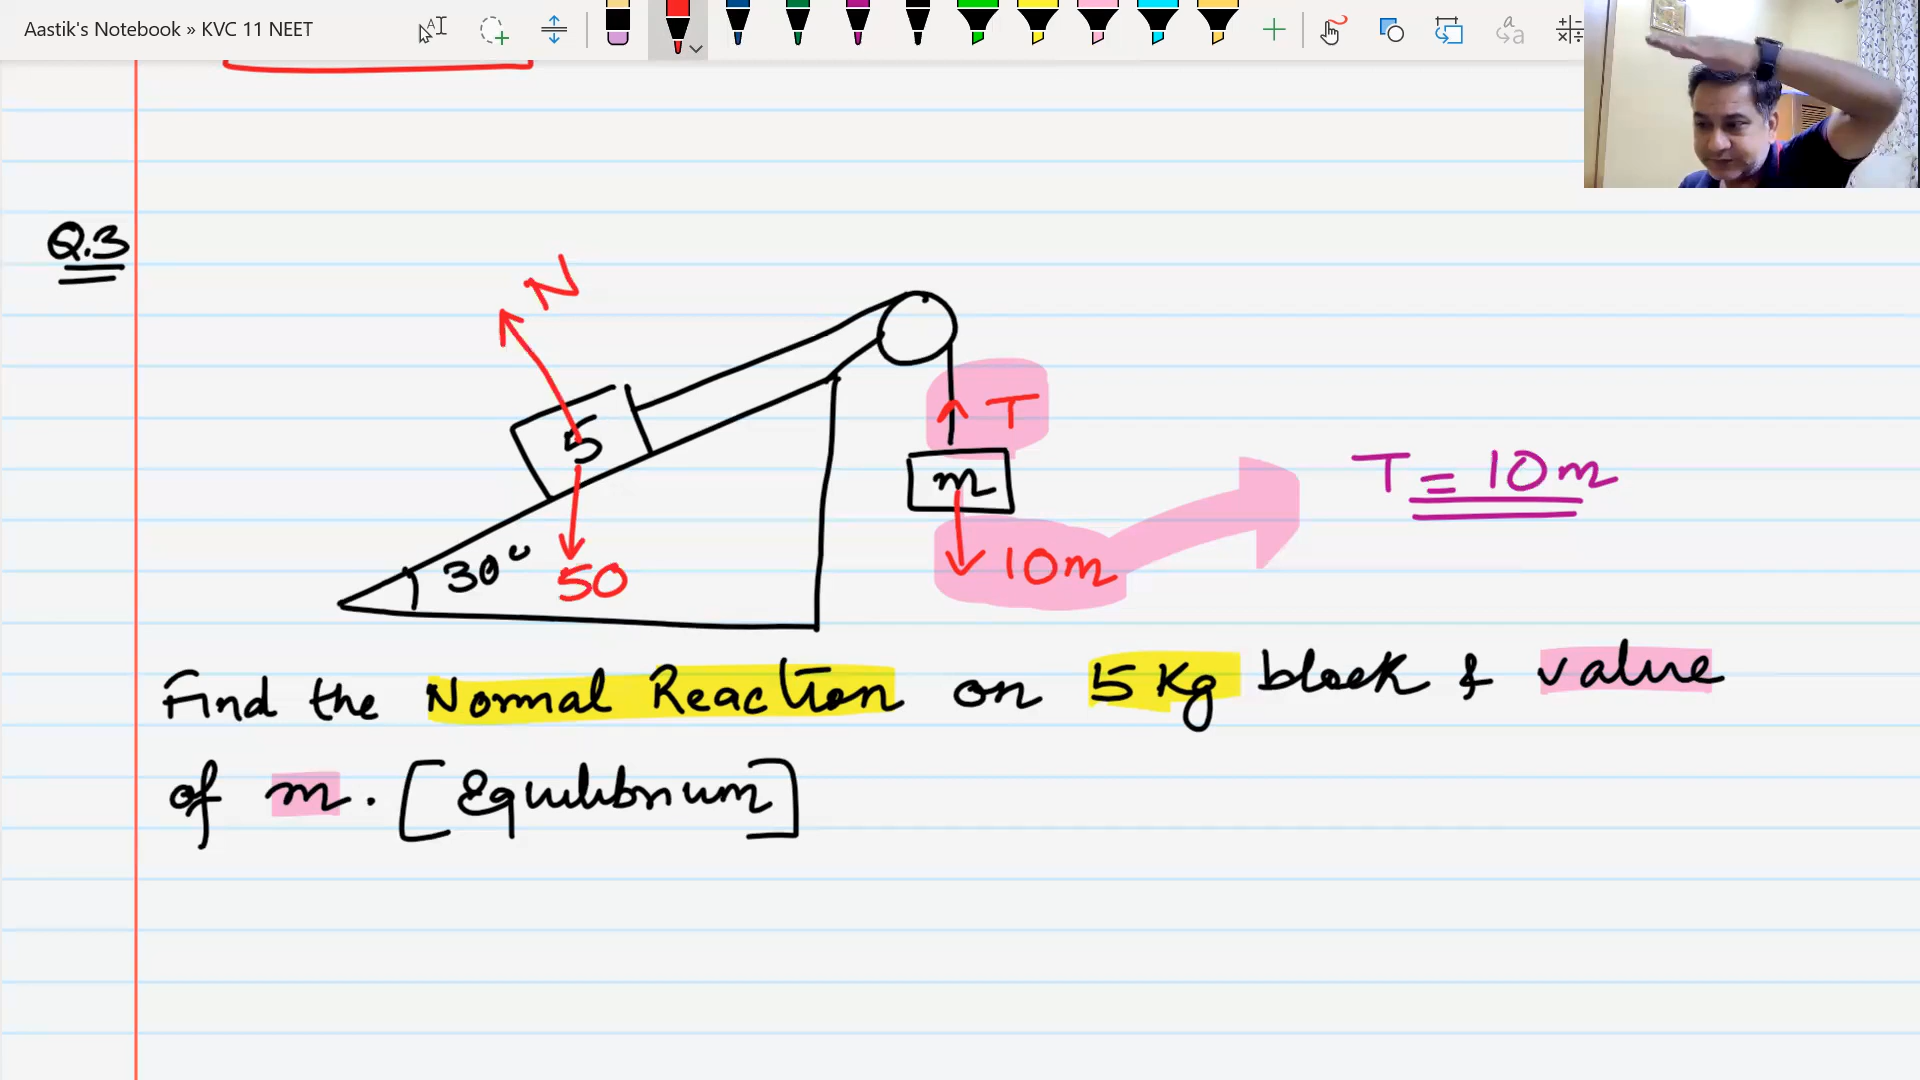 Aastik's Notebook » KVC 11 NEET
Q.3
N
5
T
m
T = 10m
30°
50
10m
Find the Normal Reaction on 5 Kg block & value
of m. [Equilibrium]